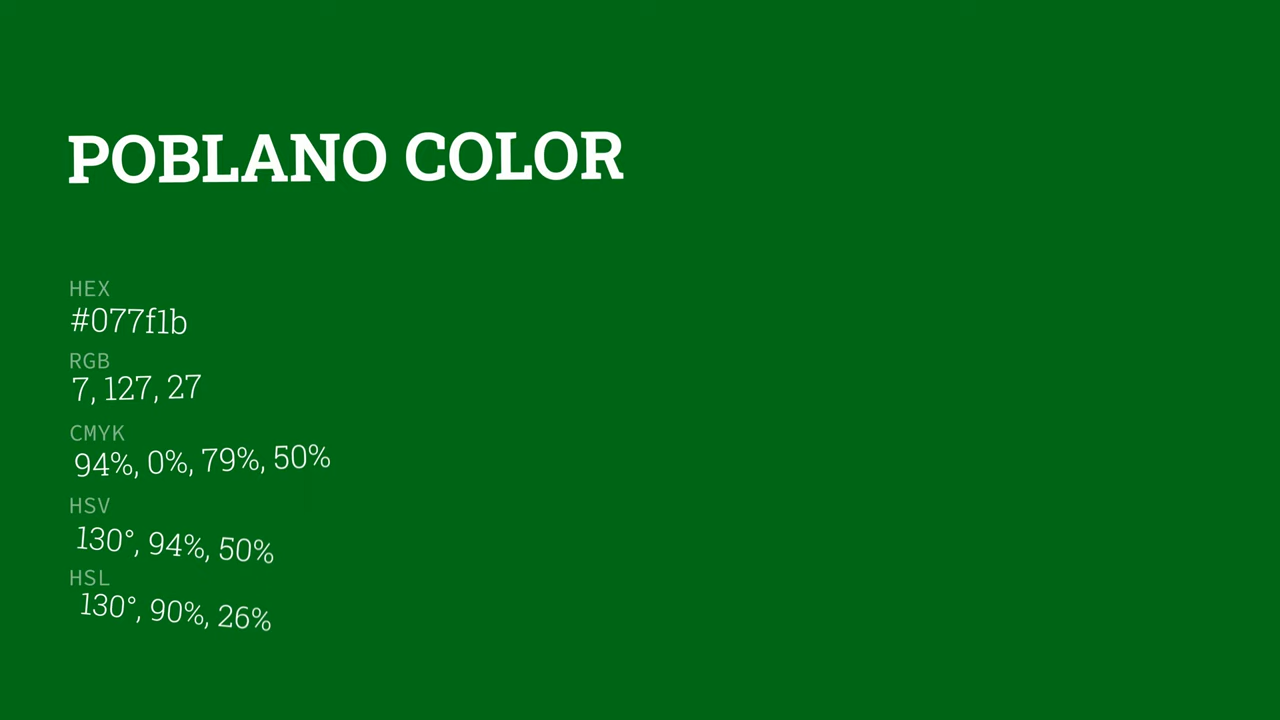 POBLANO COLOR
HEX
#077f1b
RGB
7, 127, 27
CMYK
94%, 0%, 79%, 50%
HSV
130°, 94%, 50%
HSL
130°, 90%, 26%